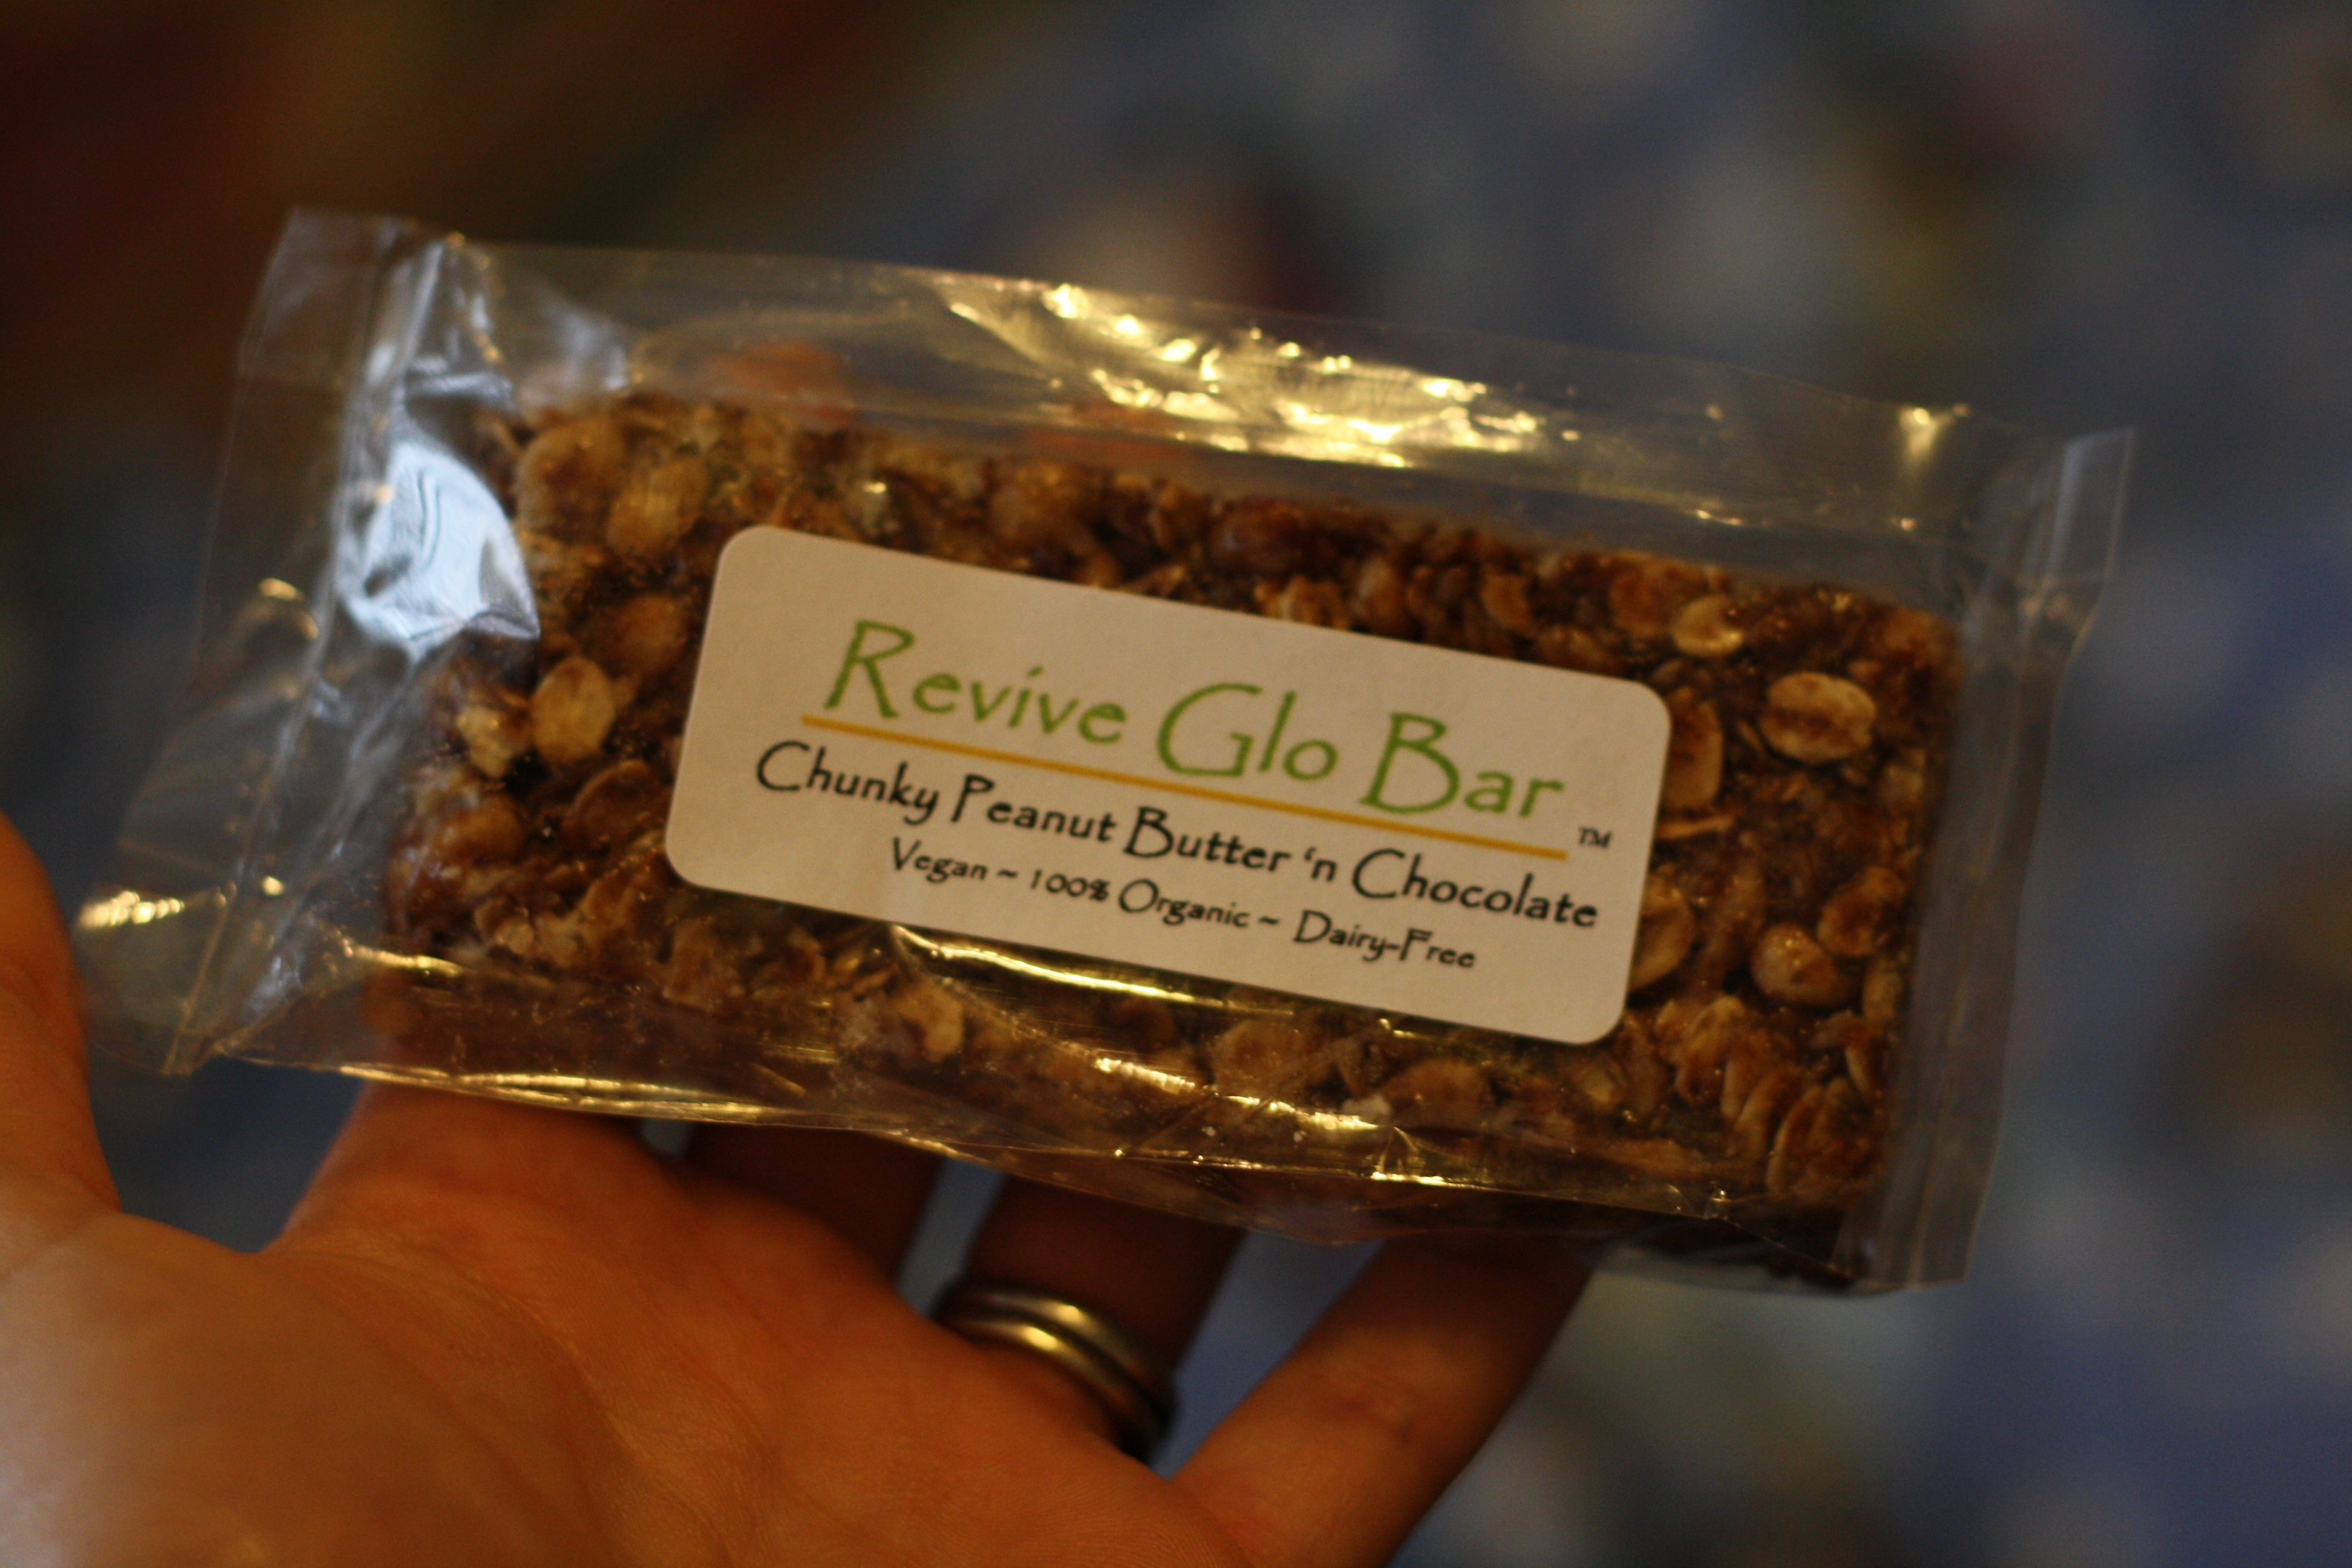 Revive Glo Bar ™
Chunky Peanut Butter 'n Chocolate
Vegan ~ 100% Organic ~ Dairy-Free